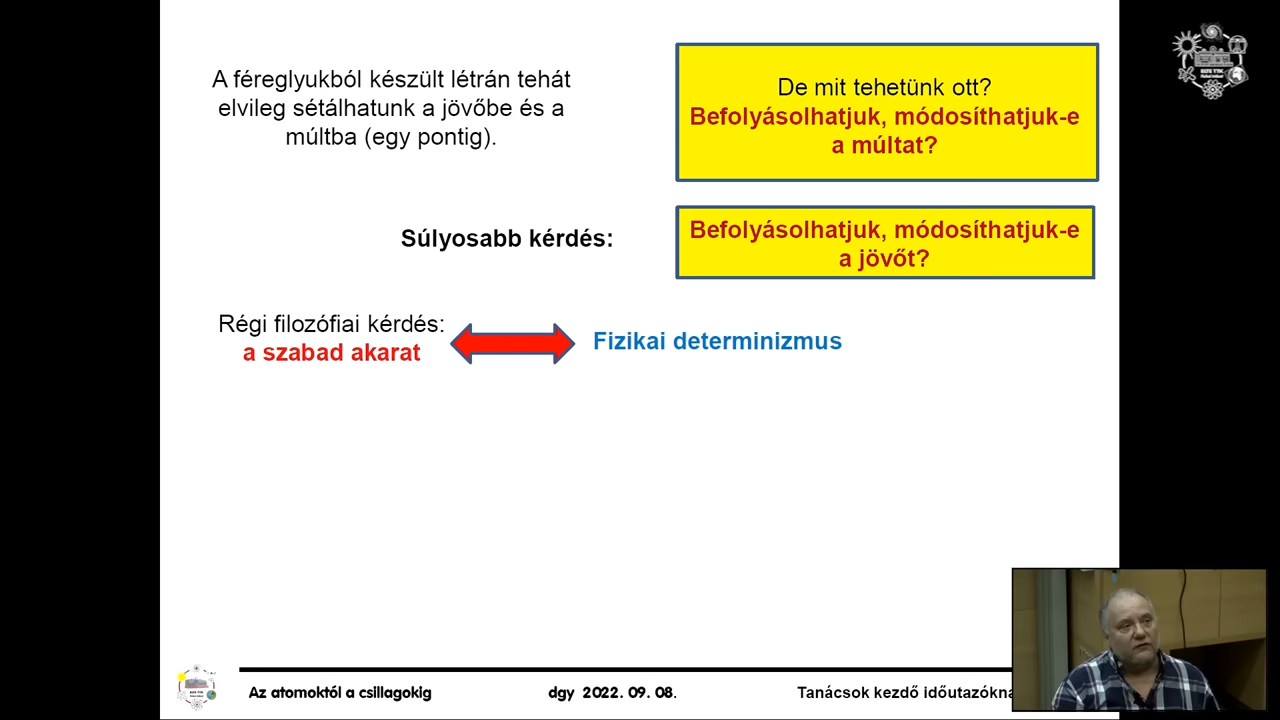 A féreglyukból készült létrán tehát
elvileg sétálhatunk a jövőbe és a
múltba (egy pontig).
De mit tehetünk ott?
Befolyásolhatjuk, módosíthatjuk-e
a múltat?
Súlyosabb kérdés:
Befolyásolhatjuk, módosíthatjuk-e
a jövőt?
Régi filozófiai kérdés:
a szabad akarat
Fizikai determinizmus
Az atomoktól a csillagokig
dgy 2022. 09. 08.
Tanácsok kezdő